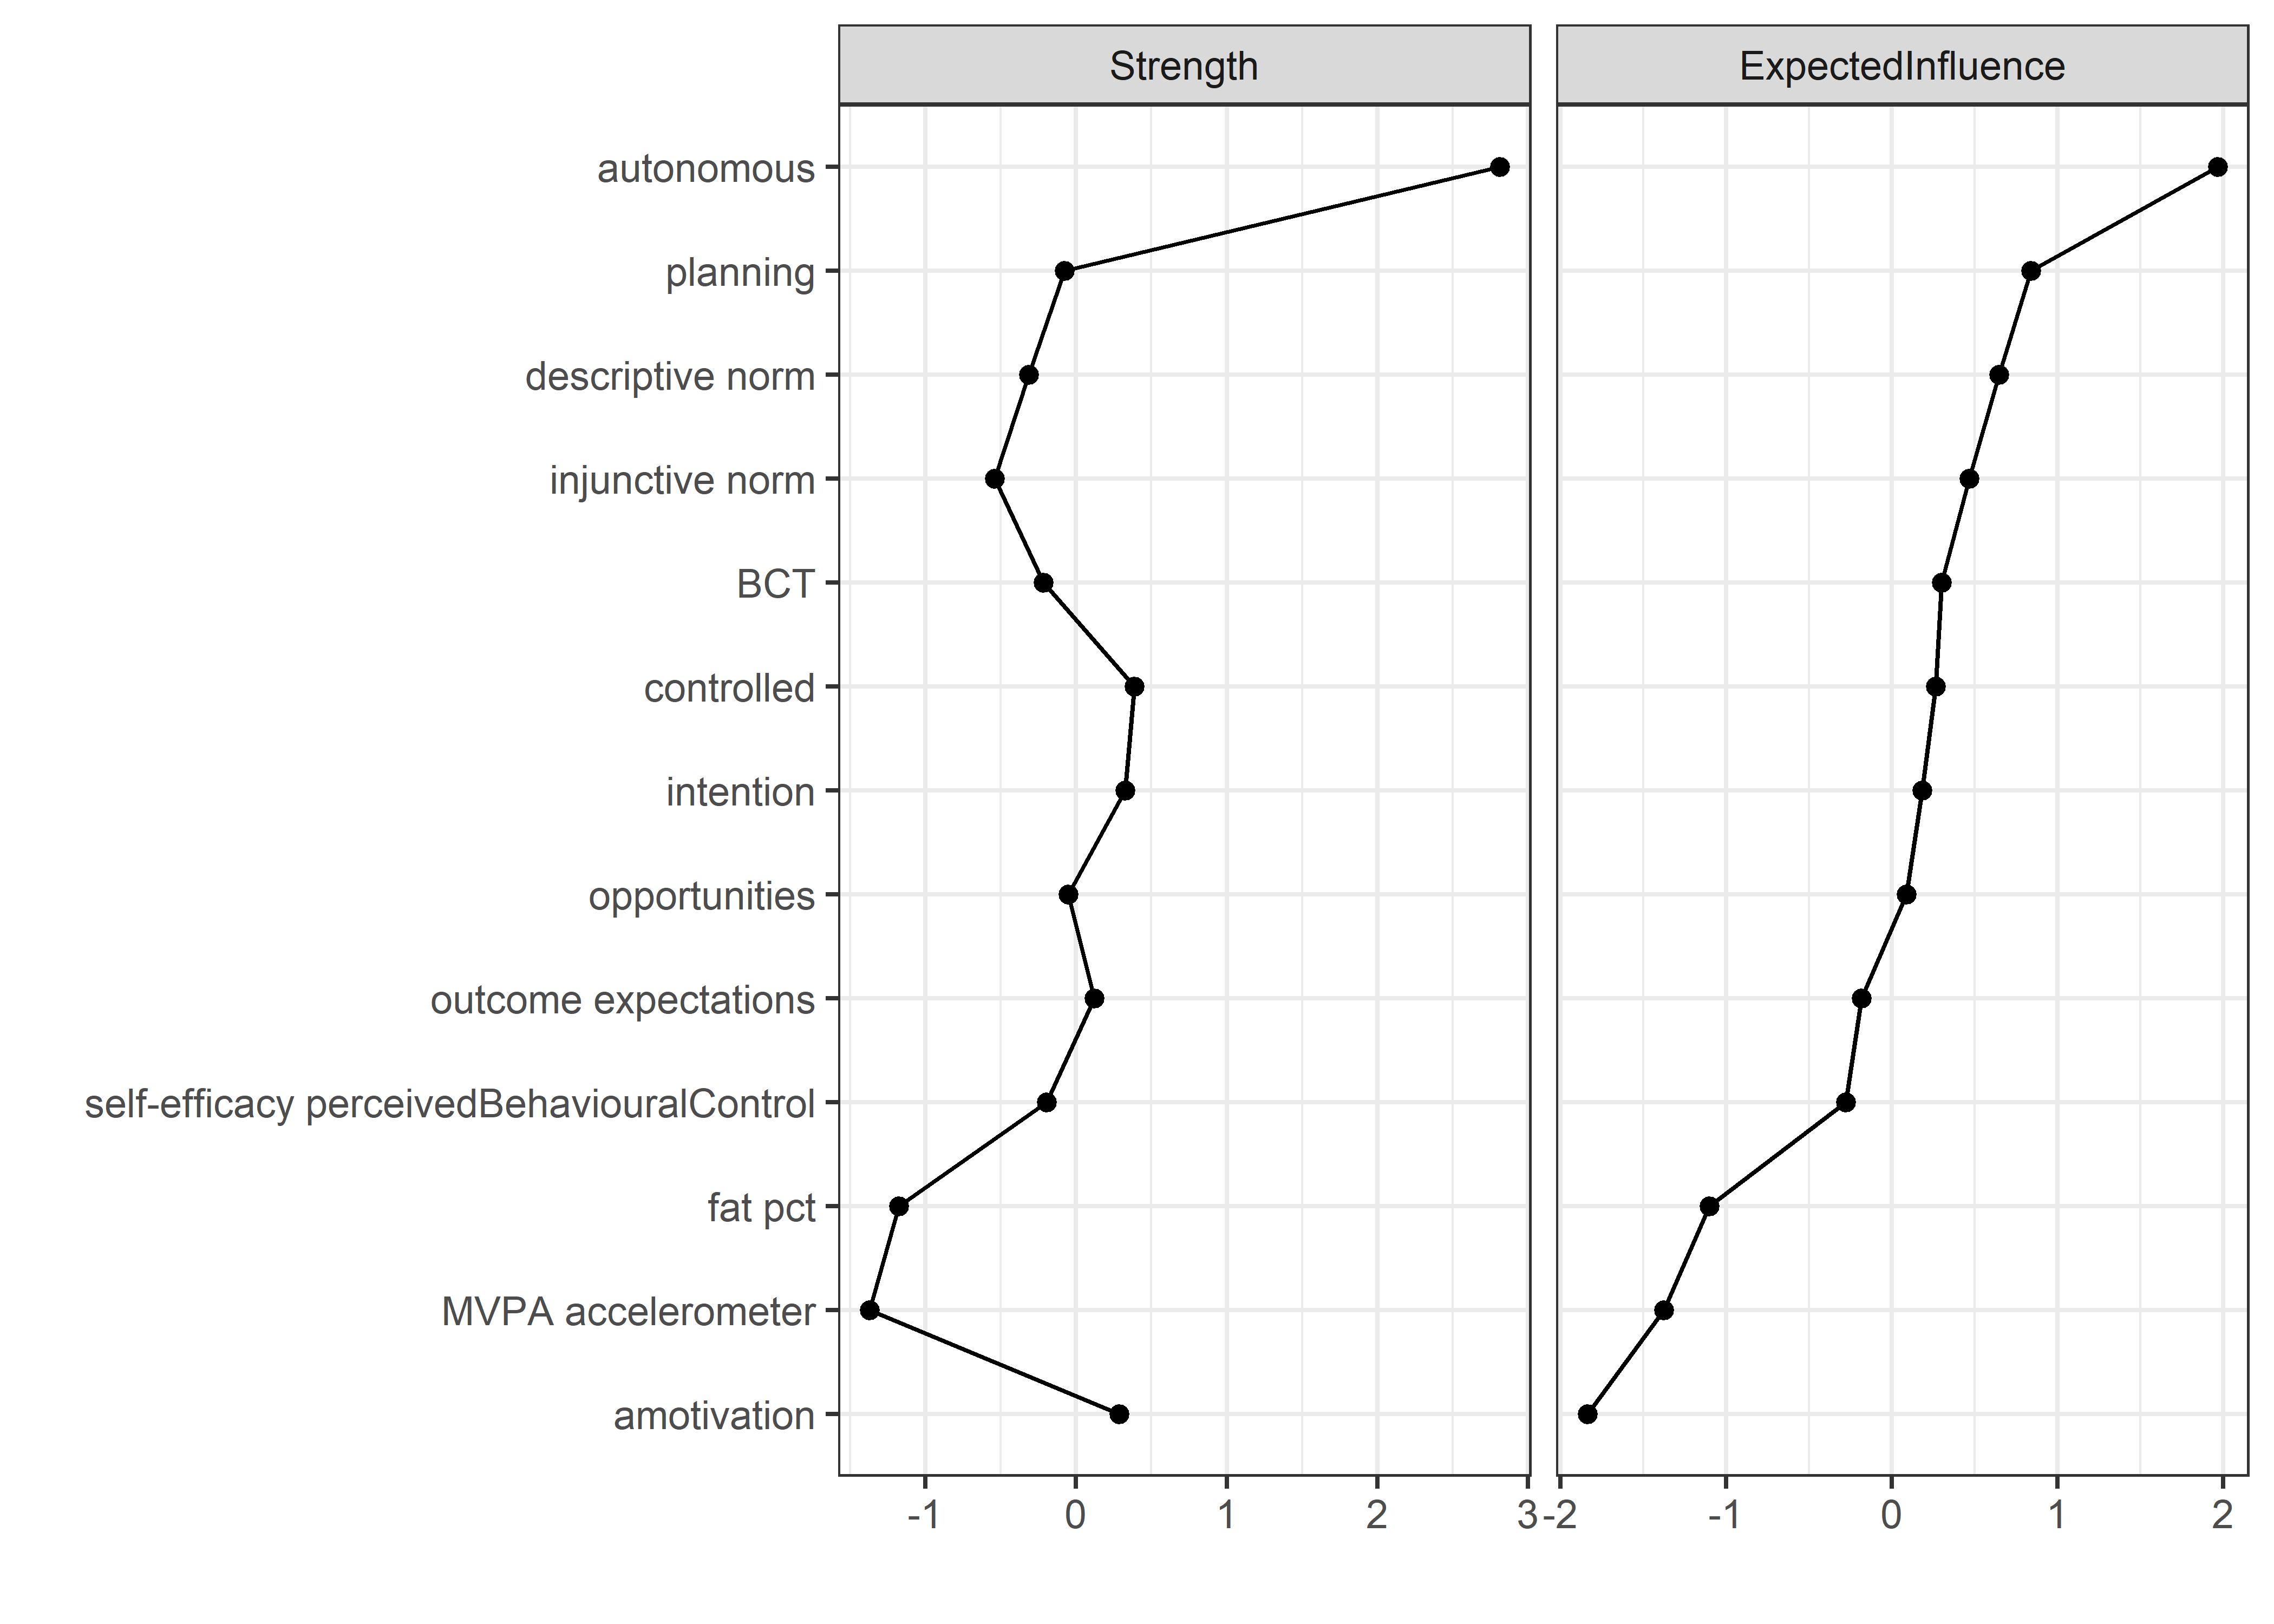 Strength
ExpectedInfluence
autonomous
planning
descriptive norm
injunctive norm
BCT
controlled
intention
opportunities
outcome expectations
self-efficacy perceivedBehaviouralControl
fat pct
MVPA accelerometer
amotivation
-1 0 1 2 3
-2 -1 0 1 2